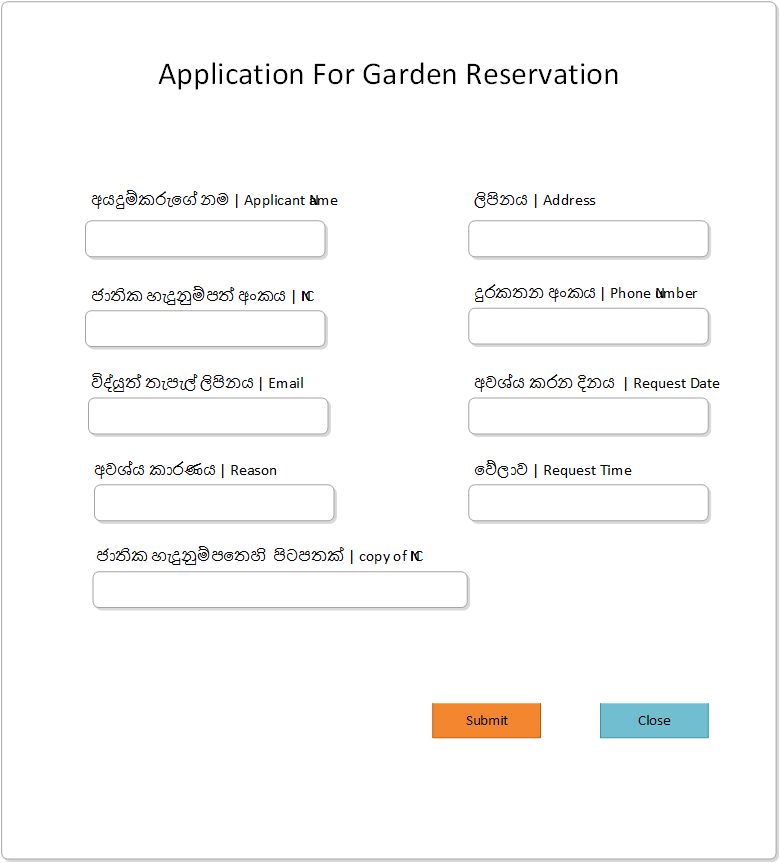 Application For Garden Reservation
අයදුම්කරුගේ නම | Applicant Name
ලිපිනය | Address
ජාතික හැඳුනුම්පත් අංකය | NIC
දුරකතන අංකය | Phone Number
විද්යුත් තැපැල් ලිපිනය | Email
අවශ්ය කරන දිනය | Request Date
අවශ්ය කාරණය | Reason
වේලාව | Request Time
ජාතික හැඳුනුම්පතෙහි පිටපතක් | copy of NIC
Submit
Close